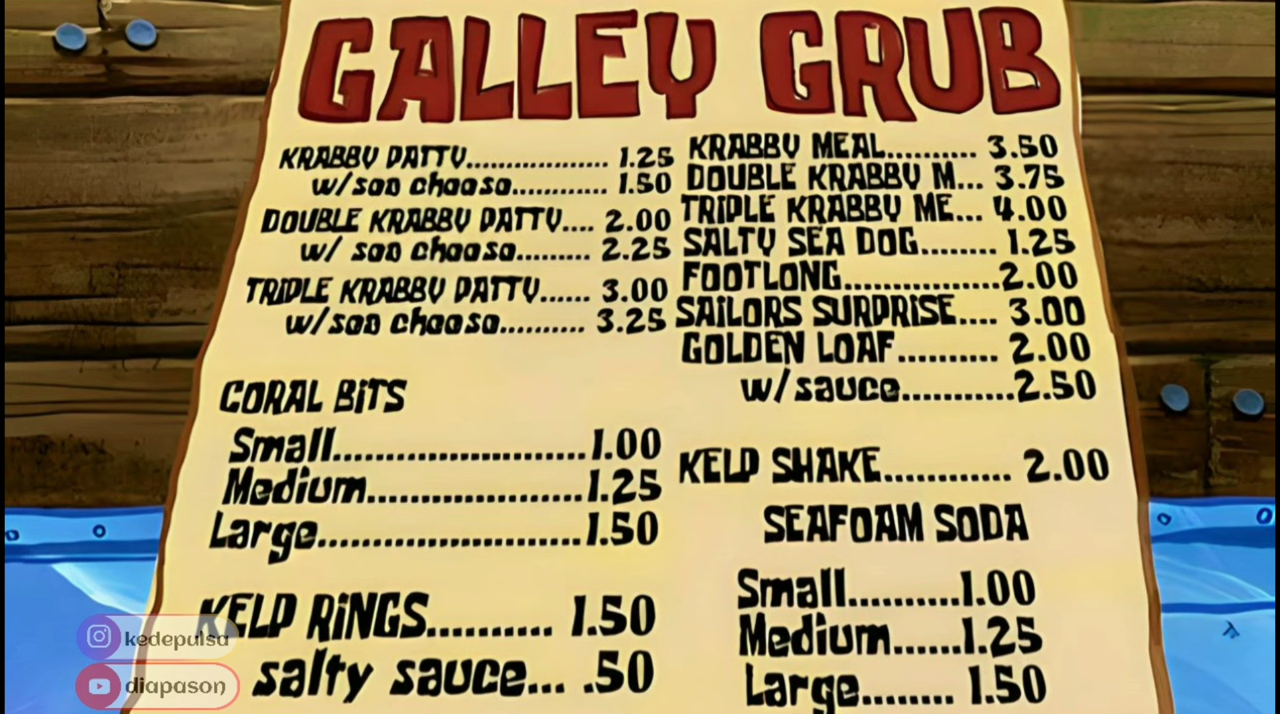 GALLEY GRUB
KRABBY PATTY................. 1.25
w/sea cheese............ 1.50
DOUBLE KRABBY PATTY.... 2.00
w/ sea cheese......... 2.25
TRIPLE KRABBY PATTY...... 3.00
w/sea cheese.......... 3.25
CORAL BiTS
Small........................1.00
Medium....................1.25
Large........................1.50
KELP RiNGS.......... 1.50
salty sauce... .50
KRABBY MEAL.......... 3.50
DOUBLE KRABBY M... 3.75
TRIPLE KRABBY ME... 4.00
SALTY SEA DOG........ 1.25
FOOTLONG...............2.00
SAILORS SURPRISE.... 3.00
GOLDEN LOAF.......... 2.00
w/sauce...........2.50
KELP SHAKE............ 2.00
SEAFOAM SODA
Small..........1.00
Medium......1.25
Large........ 1.50
kedepulsa
diapason